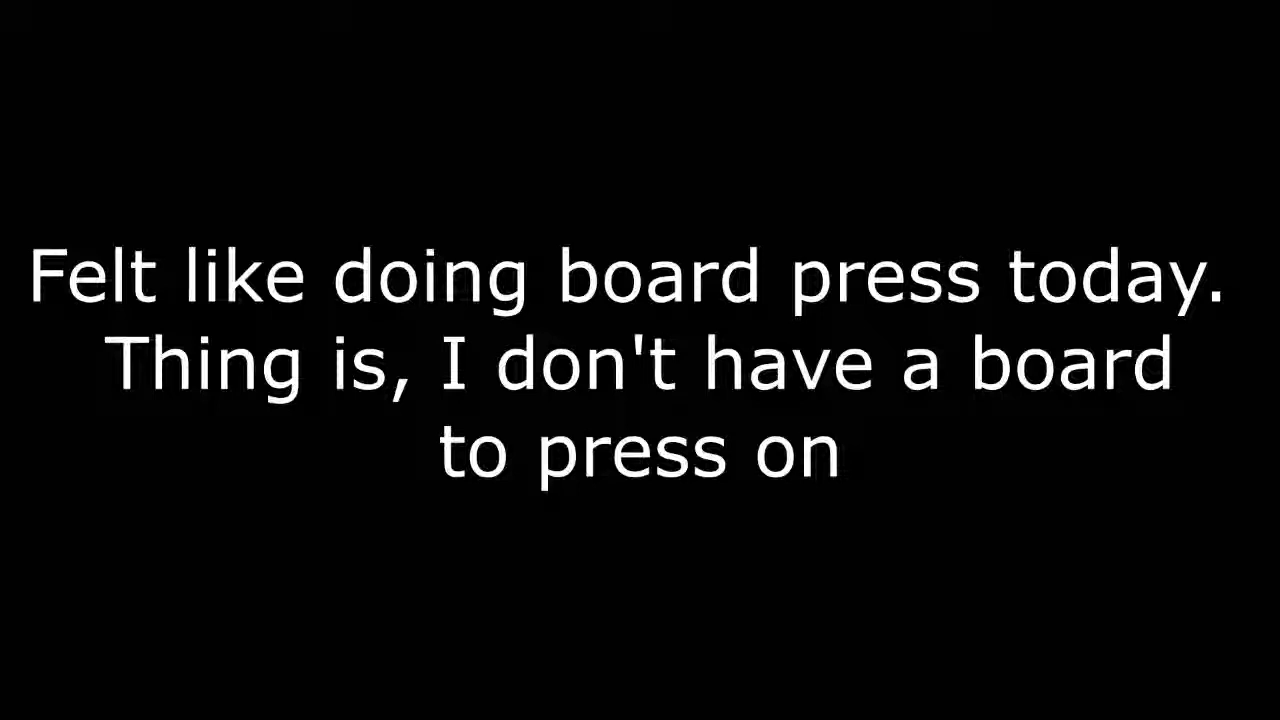 Felt like doing board press today.
Thing is, I don't have a board
to press on